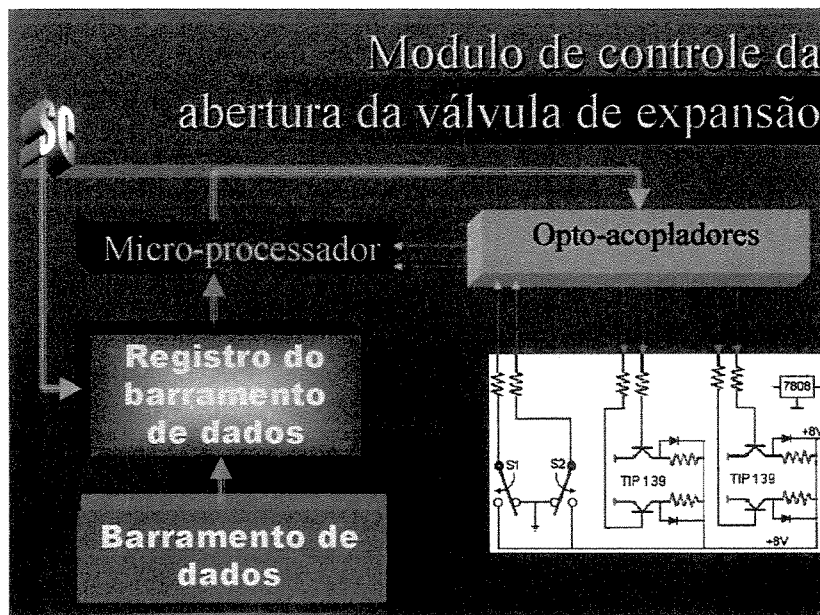 Modulo de controle da
abertura da válvula de expansão
SC
Micro-processador
Opto-acopladores
Registro do
barramento
de dados
Barramento de
dados
7808
+8V
S1
S2
TIP 139
TIP 139
+8V